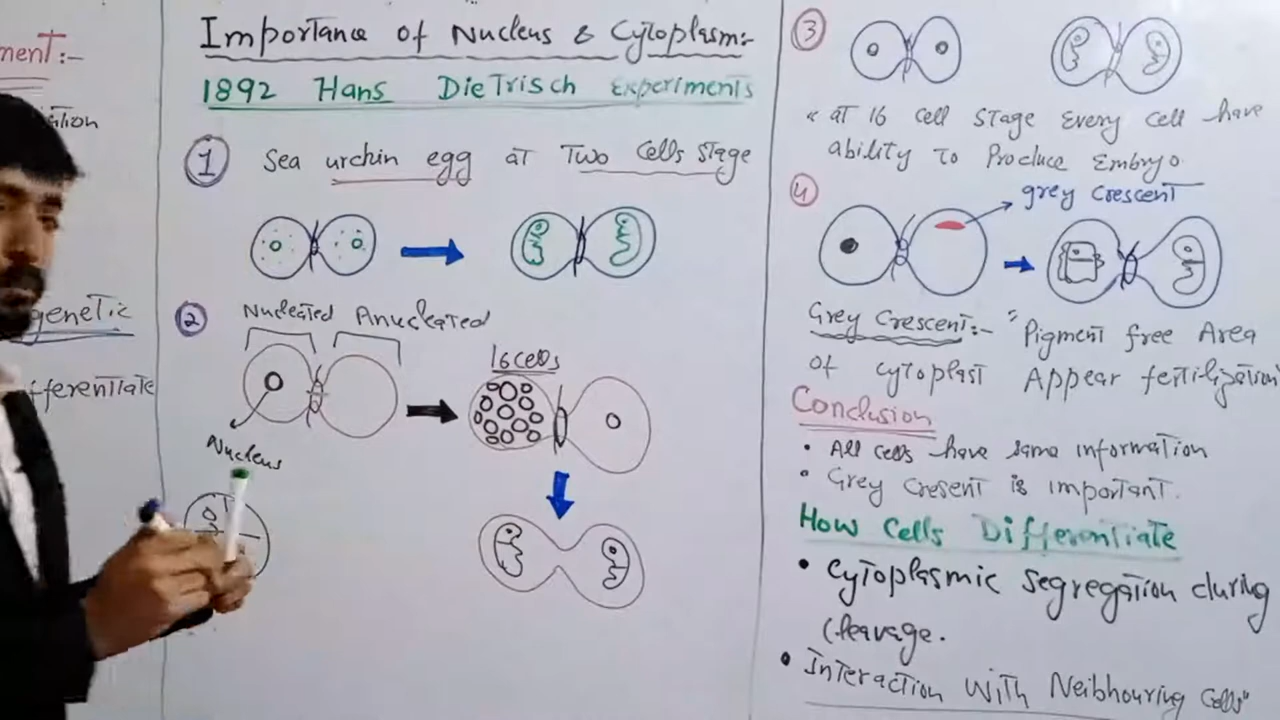 ment:-
genetic
fferentiate
Importance of Nucleus & Cytoplasm:-
1892 Hans DieTrisch Experiments
1 Sea urchin egg at Two Cells Stage
2 Nucleated Anucleated
16 cells
Nucleus
3
" at 16 cell stage Every cell have
ability to Produce Embryo
4 grey crescent
Grey Crescent:- " Pigment free Area
of cytoplast Appear fertilization
Conclusion
• All cells have same information
• Grey Cresent is important.
How Cells Differentiate
• Cytoplasmic segregation during
Cleavage.
• Interaction With Neibhouring Cells"